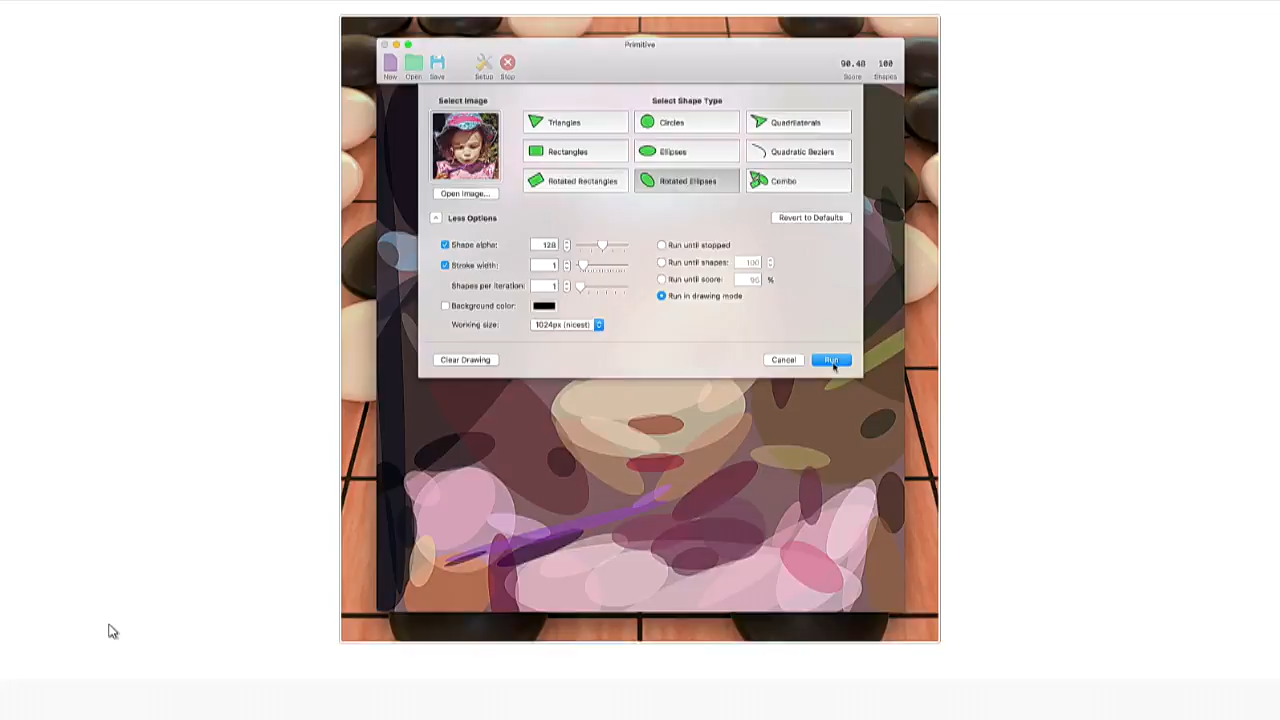 Primitive
New Open Save Setup Stop
90.48 100
Score Shapes
Select Image
Select Shape Type
Triangles Circles Quadrilaterals
Rectangles Ellipses Quadratic Beziers
Rotated Rectangles Rotated Ellipses Combo
Open Image...
Less Options Revert to Defaults
Shape alpha: 128 Run until stopped
Stroke width: 1 Run until shapes: 100
Shapes per iteration: 1 Run until score: 90 %
Background color: Run in drawing mode
Working size: 1024px (nicest)
Clear Drawing Cancel Run